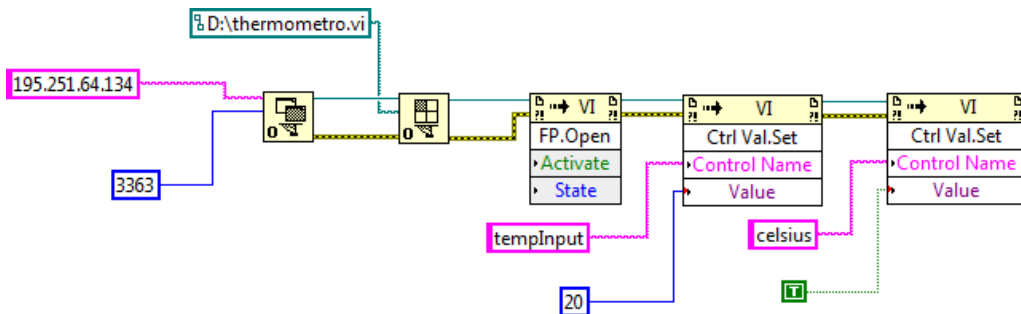 D:\thermometro.vi
195.251.64.134
3363
VI
FP.Open
Activate
State
VI
Ctrl Val.Set
Control Name
Value
VI
Ctrl Val.Set
Control Name
Value
tempInput
celsius
20
T